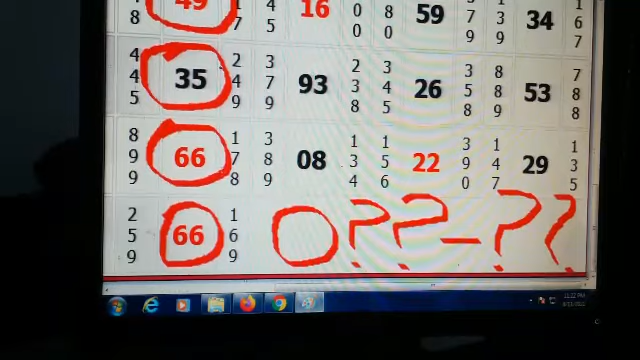 49 1 4 16 0 8 59 7 3 34 6
8 7 5 0 0 9 9 7
4 2 3 2 3 3 8 7
4 35 4 7 93 3 4 26 5 8 53 8
5 9 9 8 5 8 9 8
8 1 3 1 1 3 1 1
9 66 7 8 08 3 5 22 9 4 29 3
9 8 9 4 6 0 7 5
2 1
5 66 6 0??-??
9 9